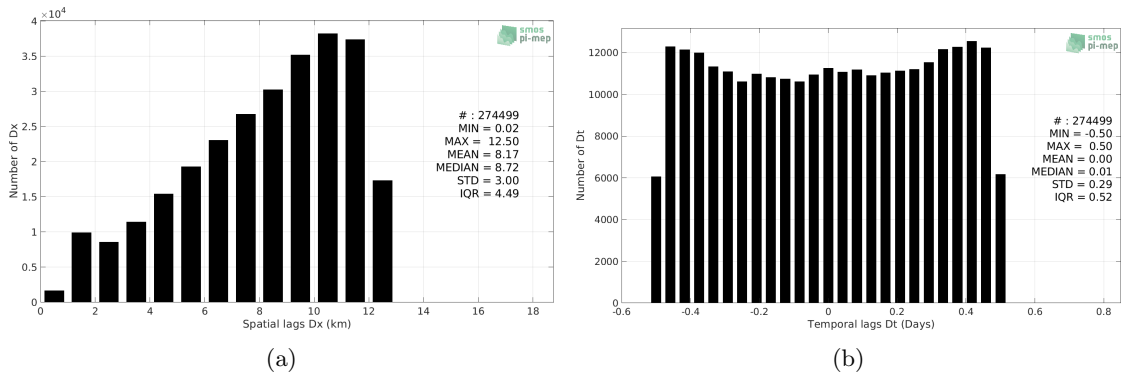 ×10⁴
4
3.5
3
2.5
2
1.5
1
0.5
0
Number of Dx
smos
pi-mep
# : 274499
MIN = 0.02
MAX = 12.50
MEAN = 8.17
MEDIAN = 8.72
STD = 3.00
IQR = 4.49
0 2 4 6 8 10 12 14 16 18
Spatial lags Dx (km)
(a)
12000
10000
8000
6000
4000
2000
0
Number of Dt
smos
pi-mep
# : 274499
MIN = -0.50
MAX = 0.50
MEAN = 0.00
MEDIAN = 0.01
STD = 0.29
IQR = 0.52
-0.6 -0.4 -0.2 0 0.2 0.4 0.6 0.8
Temporal lags Dt (Days)
(b)